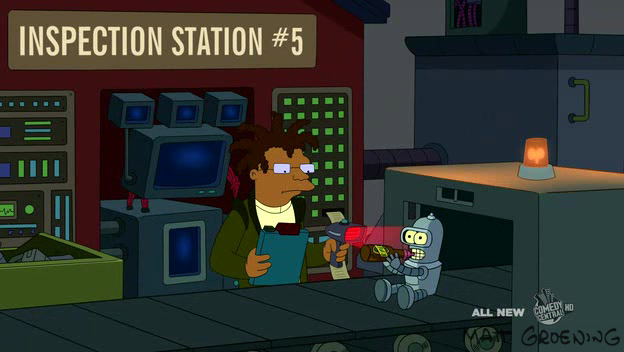 INSPECTION STATION #5
ALL NEW
COMEDY
CENTRAL HD
MATT GROENING